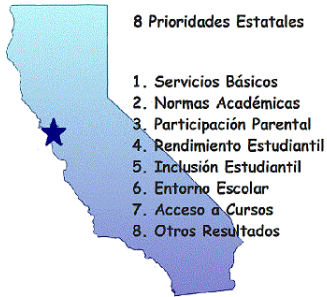 8 Prioridades Estatales
1. Servicios Básicos
2. Normas Académicas
3. Participación Parental
4. Rendimiento Estudiantil
5. Inclusión Estudiantil
6. Entorno Escolar
7. Acceso a Cursos
8. Otros Resultados